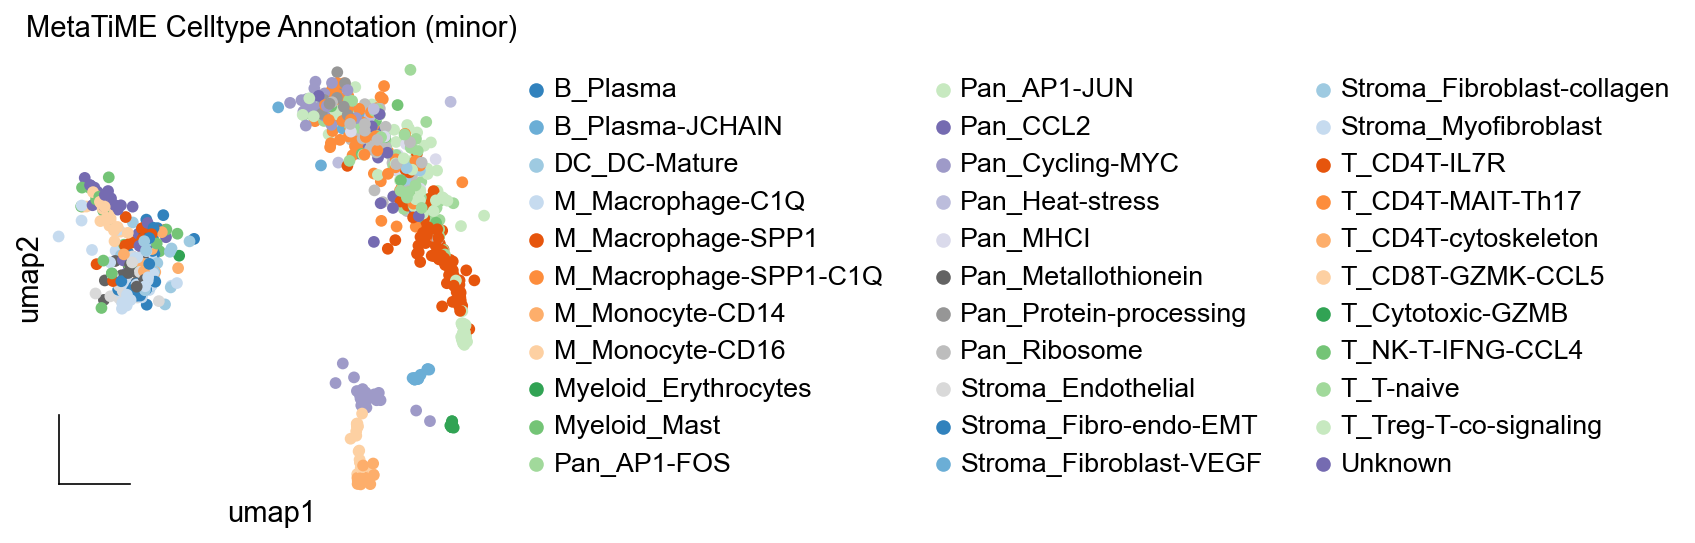 MetaTiME Celltype Annotation (minor)
B_Plasma
B_Plasma-JCHAIN
DC_DC-Mature
M_Macrophage-C1Q
M_Macrophage-SPP1
M_Macrophage-SPP1-C1Q
M_Monocyte-CD14
M_Monocyte-CD16
Myeloid_Erythrocytes
Myeloid_Mast
Pan_AP1-FOS
Pan_AP1-JUN
Pan_CCL2
Pan_Cycling-MYC
Pan_Heat-stress
Pan_MHCI
Pan_Metallothionein
Pan_Protein-processing
Pan_Ribosome
Stroma_Endothelial
Stroma_Fibro-endo-EMT
Stroma_Fibroblast-VEGF
Stroma_Fibroblast-collagen
Stroma_Myofibroblast
T_CD4T-IL7R
T_CD4T-MAIT-Th17
T_CD4T-cytoskeleton
T_CD8T-GZMK-CCL5
T_Cytotoxic-GZMB
T_NK-T-IFNG-CCL4
T_T-naive
T_Treg-T-co-signaling
Unknown
umap2
umap1